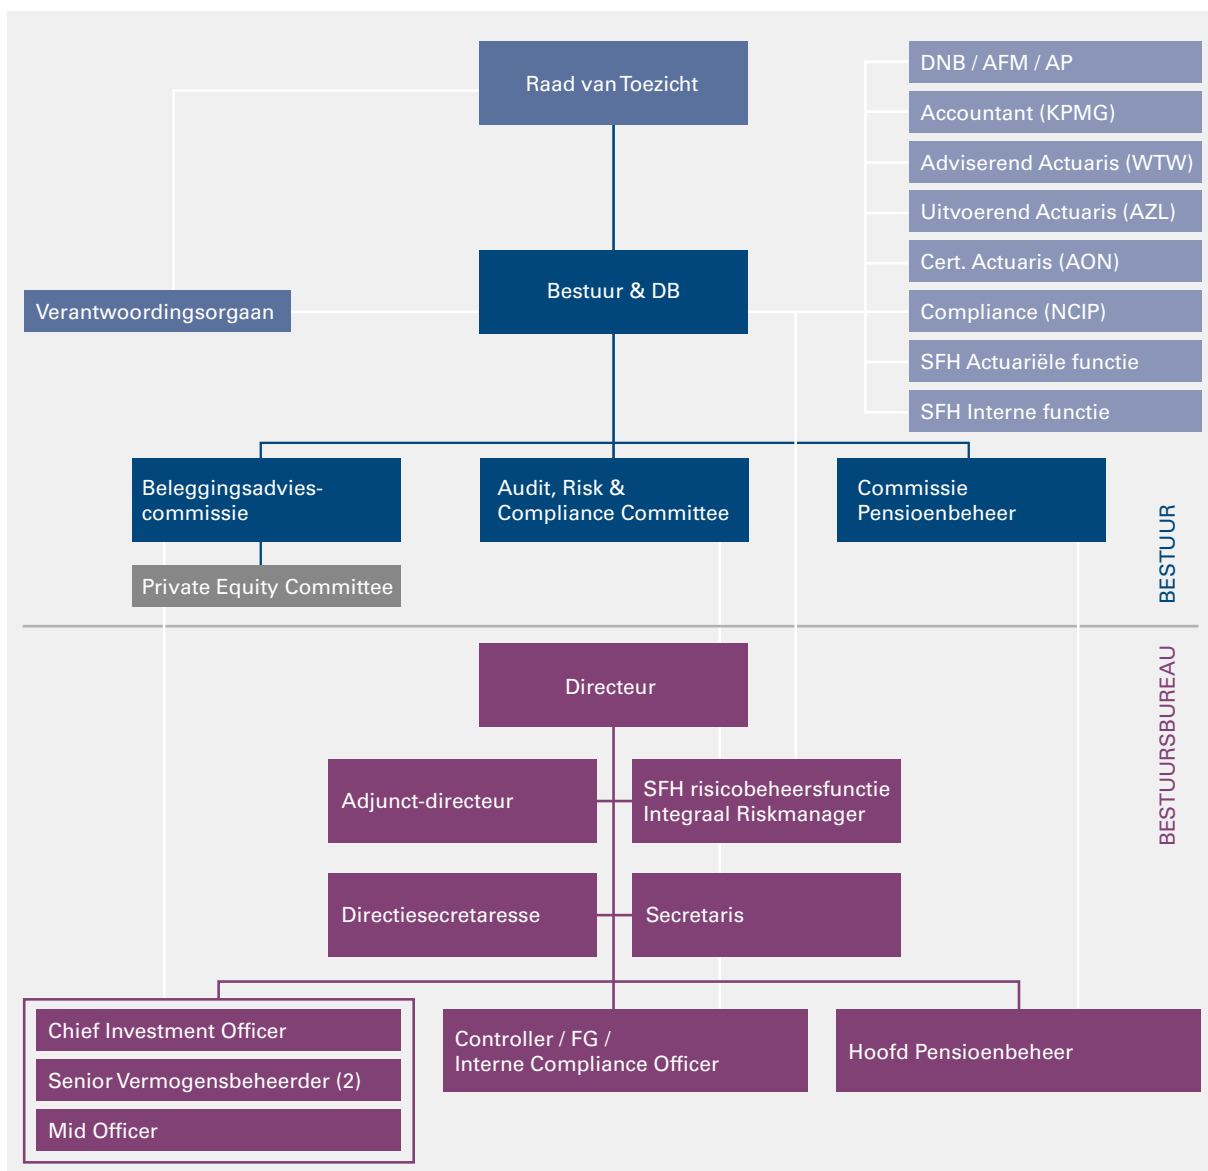 Raad van Toezicht
DNB / AFM / AP
Accountant (KPMG)
Adviserend Actuaris (WTW)
Uitvoerend Actuaris (AZL)
Cert. Actuaris (AON)
Compliance (NCIP)
SFH Actuariële functie
SFH Interne functie
Bestuur & DB
Verantwoordingsorgaan
Beleggingsadvies-
commissie
Audit, Risk &
Compliance Committee
Commissie
Pensioenbeheer
Private Equity Committee
BESTUUR
BESTUURSBUREAU
Directeur
Adjunct-directeur
SFH risicobeheersfunctie
Integraal Riskmanager
Directiesecretaresse
Secretaris
Chief Investment Officer
Senior Vermogensbeheerder (2)
Mid Officer
Controller / FG /
Interne Compliance Officer
Hoofd Pensioenbeheer